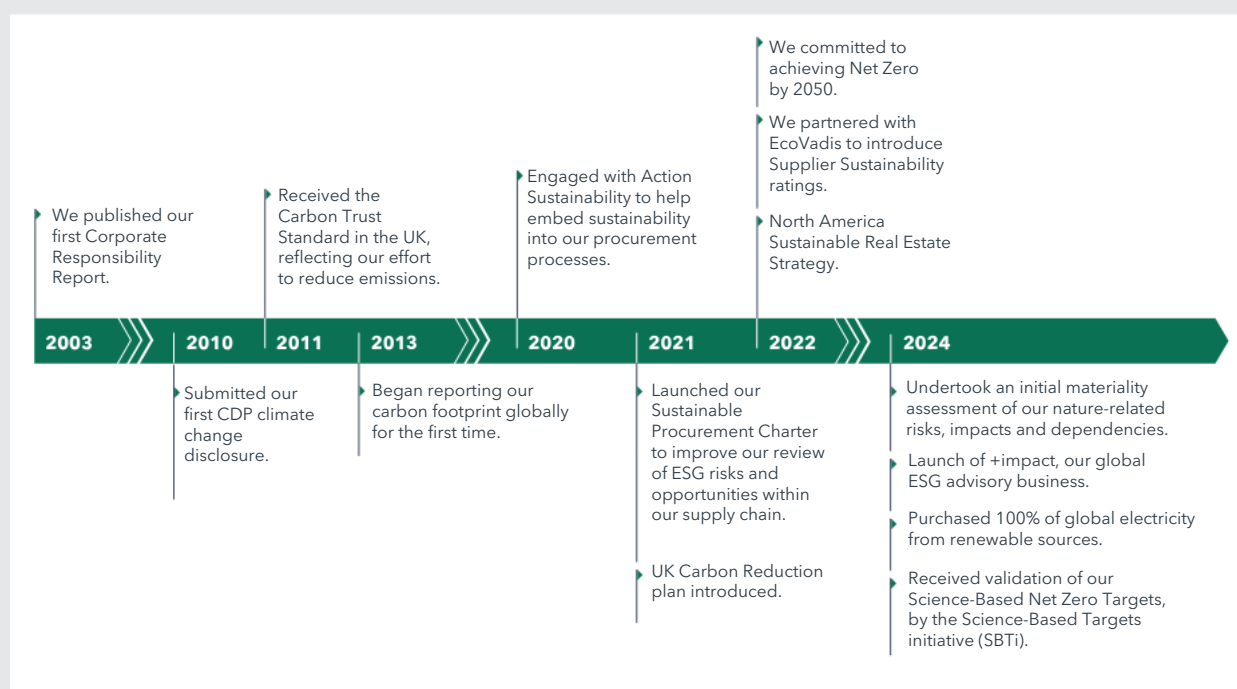 We published our
first Corporate
Responsibility
Report.
Received the
Carbon Trust
Standard in the UK,
reflecting our effort
to reduce emissions.
Engaged with Action
Sustainability to help
embed sustainability
into our procurement
processes.
We committed to
achieving Net Zero
by 2050.
We partnered with
EcoVadis to introduce
Supplier Sustainability
ratings.
North America
Sustainable Real Estate
Strategy.
2003 2010 2011 2013 2020 2021 2022 2024
Submitted our
first CDP climate
change
disclosure.
Began reporting our
carbon footprint globally
for the first time.
Launched our
Sustainable
Procurement Charter
to improve our review
of ESG risks and
opportunities within
our supply chain.
UK Carbon Reduction
plan introduced.
Undertook an initial materiality
assessment of our nature-related
risks, impacts and dependencies.
Launch of +impact, our global
ESG advisory business.
Purchased 100% of global electricity
from renewable sources.
Received validation of our
Science-Based Net Zero Targets,
by the Science-Based Targets
initiative (SBTi).